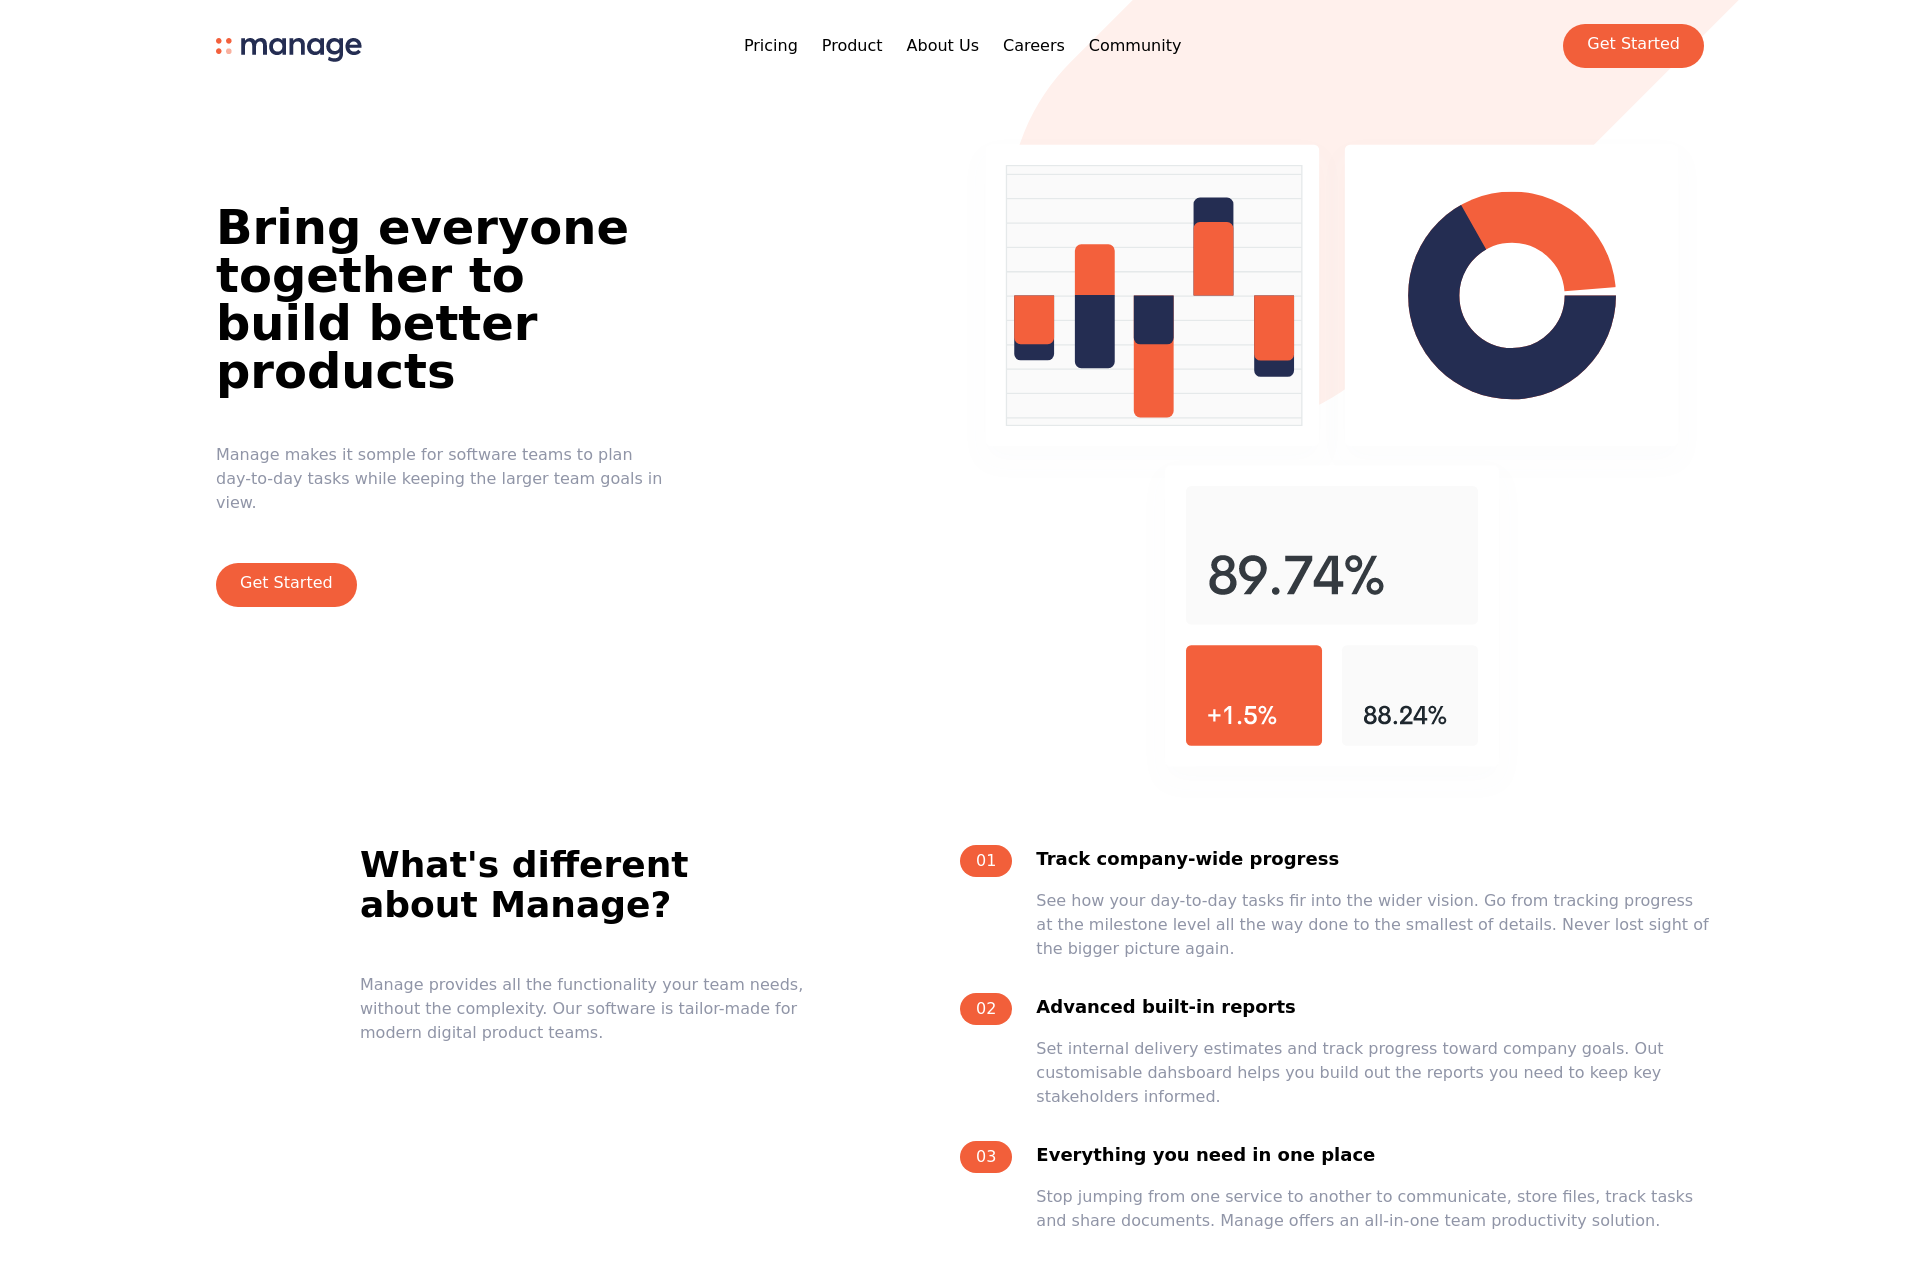 manage
Pricing
Product
About Us
Careers
Community
Get Started
Bring everyone
together to
build better
products
Manage makes it somple for software teams to plan
day-to-day tasks while keeping the larger team goals in
view.
Get Started
89.74%
+1.5%
88.24%
What's different
about Manage?
Manage provides all the functionality your team needs,
without the complexity. Our software is tailor-made for
modern digital product teams.
01
Track company-wide progress
See how your day-to-day tasks fir into the wider vision. Go from tracking progress
at the milestone level all the way done to the smallest of details. Never lost sight of
the bigger picture again.
02
Advanced built-in reports
Set internal delivery estimates and track progress toward company goals. Out
customisable dahsboard helps you build out the reports you need to keep key
stakeholders informed.
03
Everything you need in one place
Stop jumping from one service to another to communicate, store files, track tasks
and share documents. Manage offers an all-in-one team productivity solution.